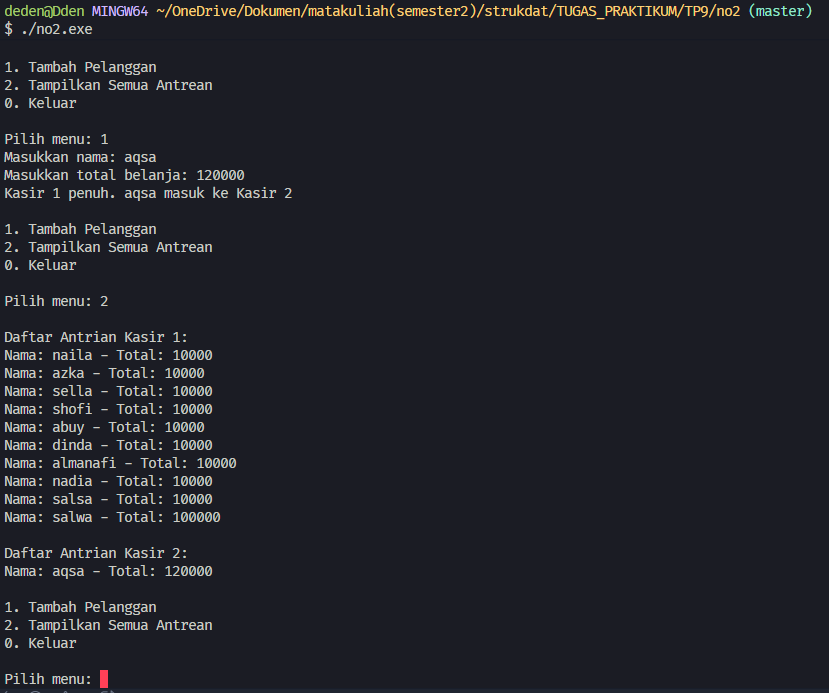 deden@Dden MINGW64 ~/OneDrive/Dokumen/matakuliah(semester2)/strukdat/TUGAS_PRAKTIKUM/TP9/no2 (master)
$ ./no2.exe
1. Tambah Pelanggan
2. Tampilkan Semua Antrean
0. Keluar
Pilih menu: 1
Masukkan nama: aqsa
Masukkan total belanja: 120000
Kasir 1 penuh. aqsa masuk ke Kasir 2
1. Tambah Pelanggan
2. Tampilkan Semua Antrean
0. Keluar
Pilih menu: 2
Daftar Antrian Kasir 1:
Nama: naila - Total: 10000
Nama: azka - Total: 10000
Nama: sella - Total: 10000
Nama: shofi - Total: 10000
Nama: abuy - Total: 10000
Nama: dinda - Total: 10000
Nama: almanafi - Total: 10000
Nama: nadia - Total: 10000
Nama: salsa - Total: 10000
Nama: salwa - Total: 100000
Daftar Antrian Kasir 2:
Nama: aqsa - Total: 120000
1. Tambah Pelanggan
2. Tampilkan Semua Antrean
0. Keluar
Pilih menu: